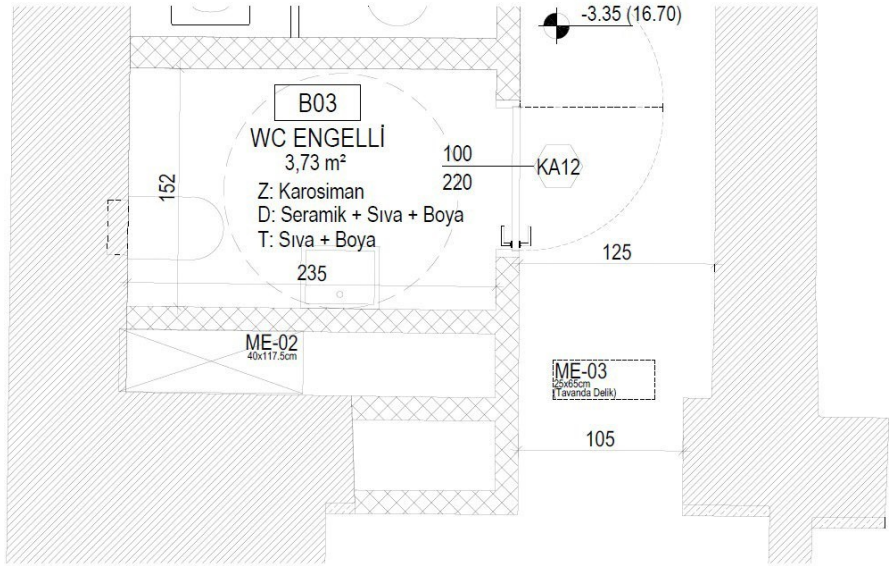 -3.35 (16.70)
B03
WC ENGELLİ
3,73 m²
Z: Karosiman
D: Seramik + Sıva + Boya
T: Sıva + Boya
100
220
KA12
152
235
125
ME-02
40x117.5cm
ME-03
25x65cm
(Tavanda Delik)
105